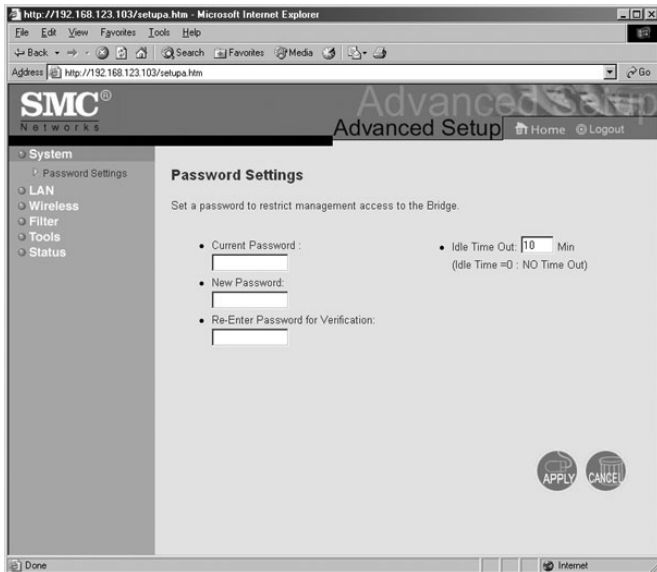 http://192.168.123.103/setupa.htm - Microsoft Internet Explorer
File Edit View Favorites Tools Help
Back Search Favorites Media
Address http://192.168.123.103/setupa.htm Go
SMC®
Networks
Advanced Setup
Advanced Setup Home Logout
System
Password Settings
LAN
Wireless
Filter
Tools
Status
Password Settings
Set a password to restrict management access to the Bridge.
• Current Password :
• New Password:
• Re-Enter Password for Verification:
• Idle Time Out: 10 Min
(Idle Time =0 : NO Time Out)
APPLY CANCEL
Done Internet